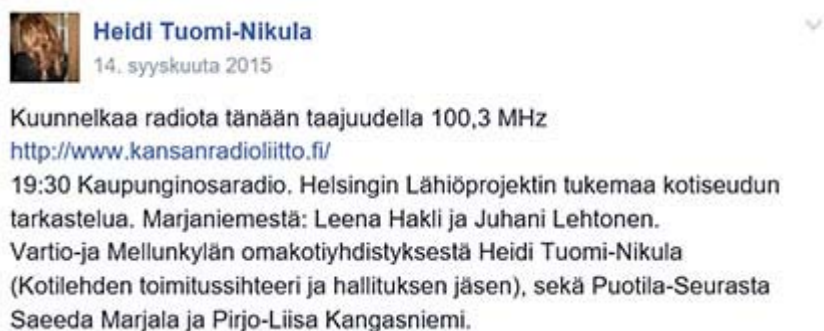 Heidi Tuomi-Nikula
14. syyskuuta 2015
Kuunnelkaa radiota tänään taajuudella 100,3 MHz
http://www.kansanradioliitto.fi/
19:30 Kaupunginosaradio. Helsingin Lähiöprojektin tukemaa kotiseudun
tarkastelua. Marjaniemestä: Leena Hakli ja Juhani Lehtonen.
Vartio-ja Mellunkylän omakotiyhdistyksestä Heidi Tuomi-Nikula
(Kotilehden toimitussihteeri ja hallituksen jäsen), sekä Puotila-Seurasta
Saeeda Marjala ja Pirjo-Liisa Kangasniemi.